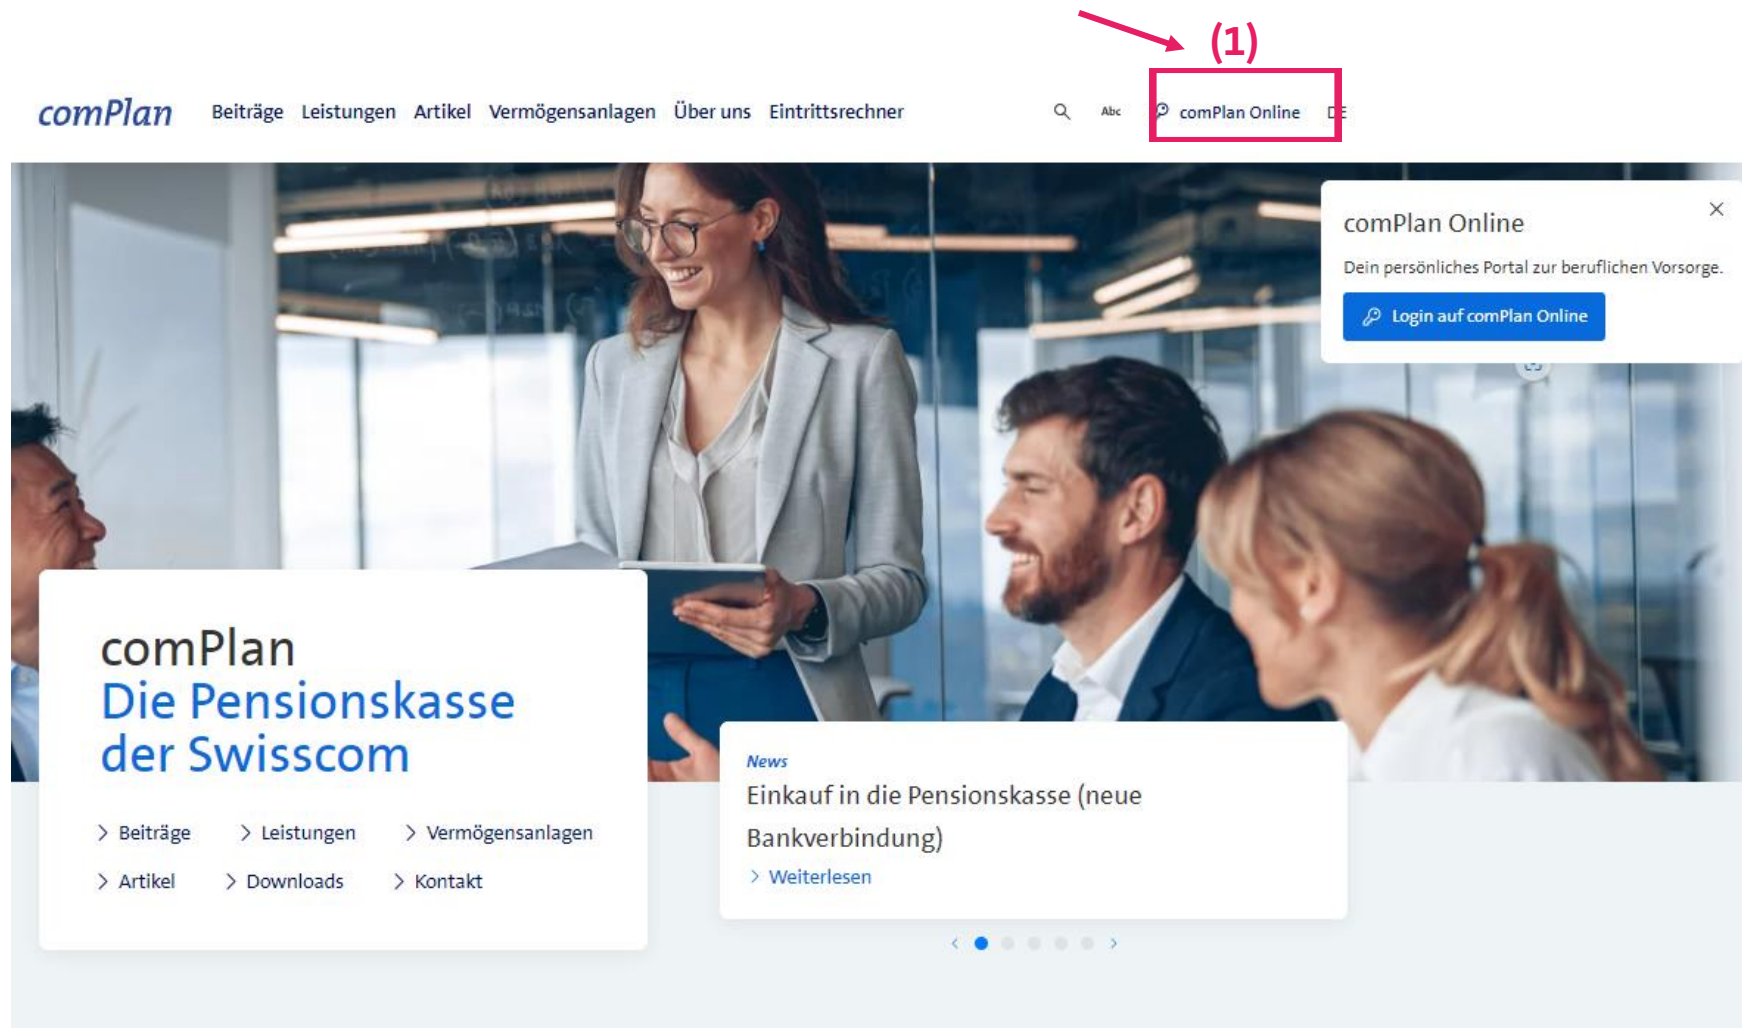 (1)
comPlan Beiträge Leistungen Artikel Vermögensanlagen Über uns Eintrittsrechner Abc comPlan Online DE
comPlan Online
Dein persönliches Portal zur beruflichen Vorsorge.
Login auf comPlan Online
comPlan
Die Pensionskasse
der Swisscom
Beiträge Leistungen Vermögensanlagen
Artikel Downloads Kontakt
News
Einkauf in die Pensionskasse (neue
Bankverbindung)
Weiterlesen